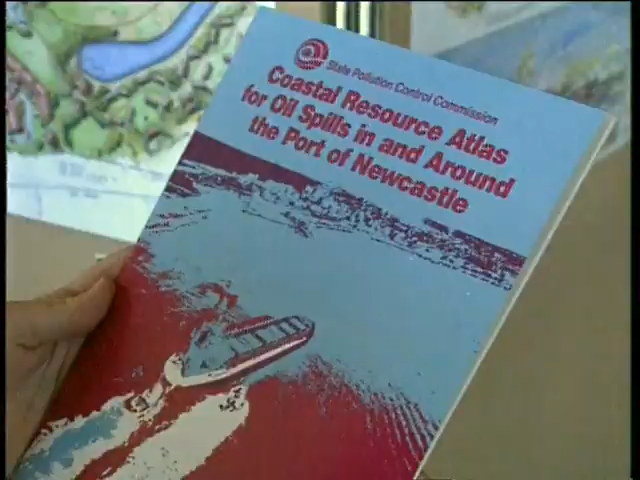 State Pollution Control Commission
Coastal Resource Atlas
for Oil Spills in and Around
the Port of Newcastle